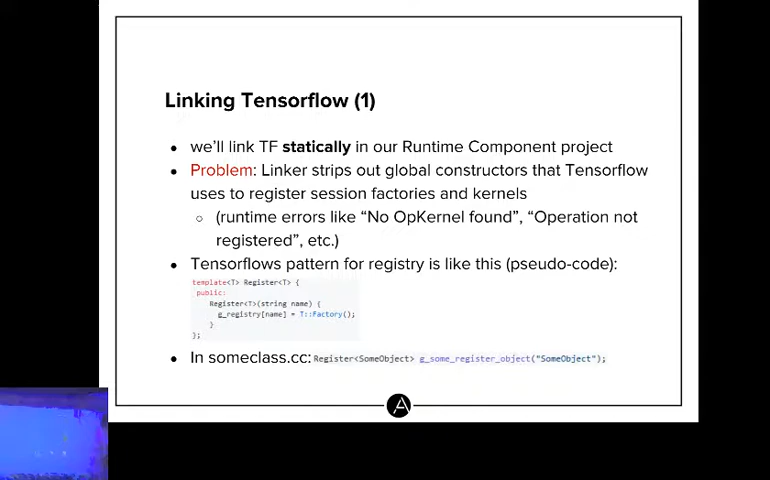 Linking Tensorflow (1)
we'll link TF statically in our Runtime Component project
Problem: Linker strips out global constructors that Tensorflow
uses to register session factories and kernels
(runtime errors like “No OpKernel found”, “Operation not
registered”, etc.)
Tensorflows pattern for registry is like this (pseudo-code):
template<T> Register<T> {
public:
Register<T>(string name) {
g_registry[name] = T::Factory();
}
};
In someclass.cc: Register<SomeObject> g_some_register_object("SomeObject");